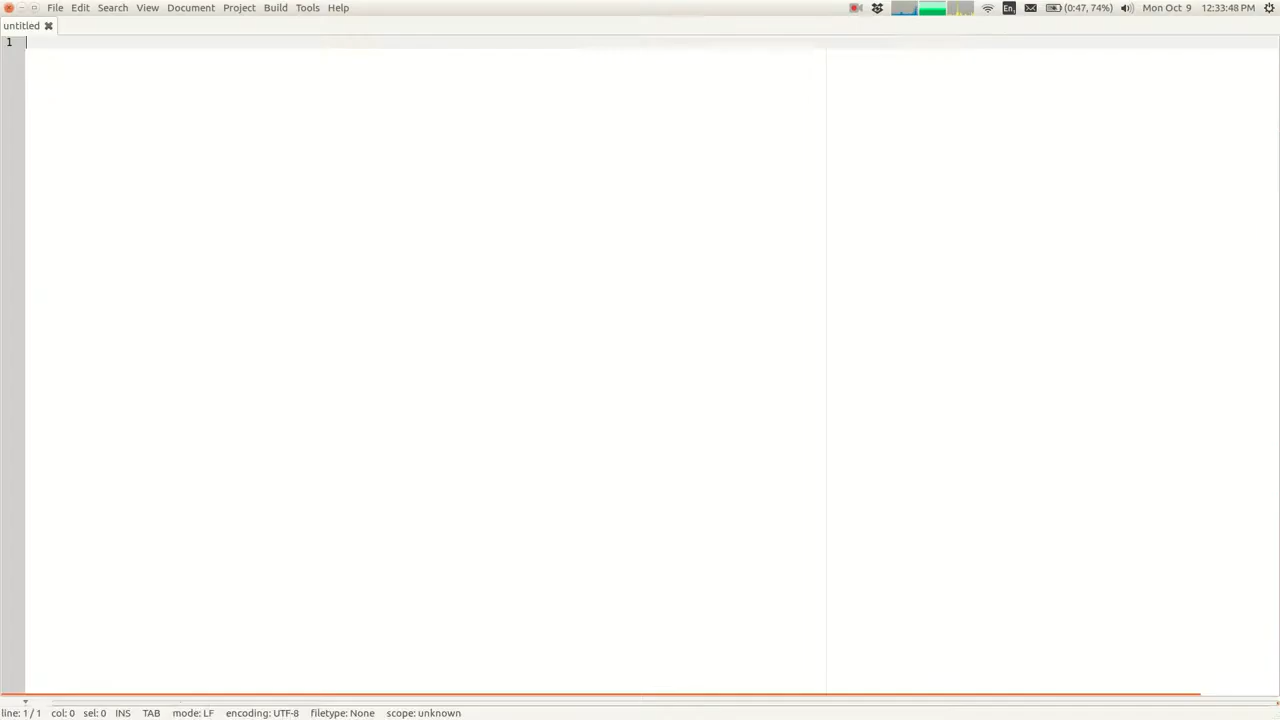 File Edit Search View Document Project Build Tools Help En (0:47, 74%) Mon Oct 9 12:33:48 PM
untitled
1
line: 1 / 1 col: 0 sel: 0 INS TAB mode: LF encoding: UTF-8 filetype: None scope: unknown